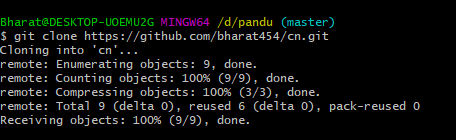 Bharat@DESKTOP-UOEMU2G MINGW64 /d/pandu (master)
$ git clone https://github.com/bharat454/cn.git
Cloning into 'cn'...
remote: Enumerating objects: 9, done.
remote: Counting objects: 100% (9/9), done.
remote: Compressing objects: 100% (3/3), done.
remote: Total 9 (delta 0), reused 6 (delta 0), pack-reused 0
Receiving objects: 100% (9/9), done.